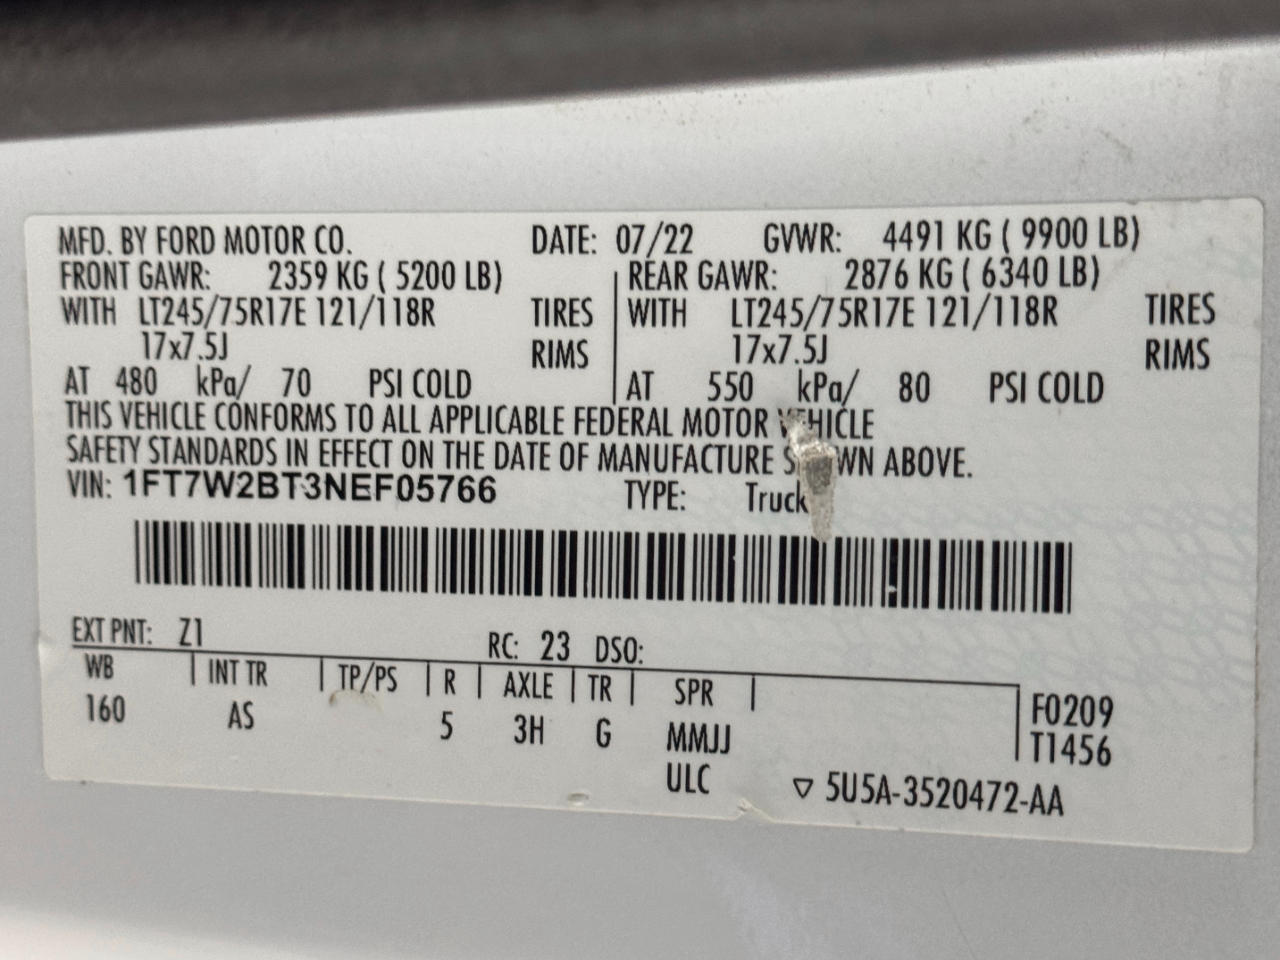 MFD. BY FORD MOTOR CO. DATE: 07/22 GVWR: 4491 KG ( 9900 LB)
FRONT GAWR: 2359 KG ( 5200 LB) REAR GAWR: 2876 KG ( 6340 LB)
WITH LT245/75R17E 121/118R TIRES WITH LT245/75R17E 121/118R TIRES
17x7.5J RIMS 17x7.5J RIMS
AT 480 kPa/ 70 PSI COLD AT 550 kPa/ 80 PSI COLD
THIS VEHICLE CONFORMS TO ALL APPLICABLE FEDERAL MOTOR VEHICLE
SAFETY STANDARDS IN EFFECT ON THE DATE OF MANUFACTURE SHOWN ABOVE.
VIN: 1FT7W2BT3NEF05766 TYPE: Truck
EXT PNT: Z1 RC: 23 DSO:
WB INT TR TP/PS R AXLE TR SPR
160 AS 5 3H G MMJJ F0209
ULC T1456
▽ 5U5A-3520472-AA